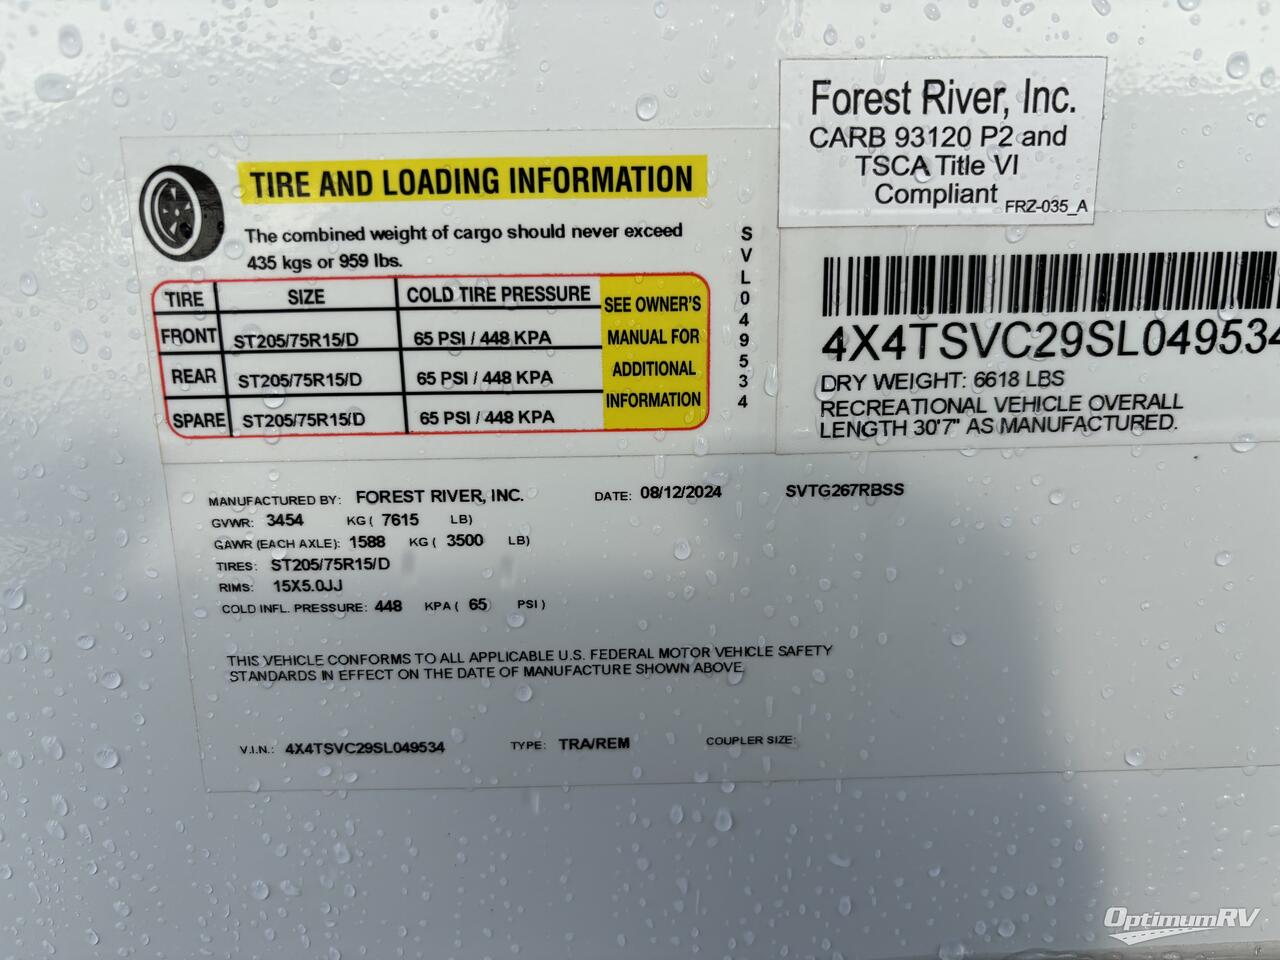 Forest River, Inc.
CARB 93120 P2 and
TSCA Title VI
Compliant
FRZ-035_A
TIRE AND LOADING INFORMATION
The combined weight of cargo should never exceed
435 kgs or 959 lbs.
TIRE SIZE COLD TIRE PRESSURE
FRONT ST205/75R15/D 65 PSI / 448 KPA
REAR ST205/75R15/D 65 PSI / 448 KPA
SPARE ST205/75R15/D 65 PSI / 448 KPA
SEE OWNER'S
MANUAL FOR
ADDITIONAL
INFORMATION
SVL049534
4X4TSVC29SL049534
DRY WEIGHT: 6618 LBS
RECREATIONAL VEHICLE OVERALL
LENGTH 30'7" AS MANUFACTURED.
MANUFACTURED BY: FOREST RIVER, INC. DATE: 08/12/2024 SVTG267RBSS
GVWR: 3454 KG ( 7615 LB)
GAWR (EACH AXLE): 1588 KG ( 3500 LB)
TIRES: ST205/75R15/D
RIMS: 15X5.0JJ
COLD INFL. PRESSURE: 448 KPA ( 65 PSI )
THIS VEHICLE CONFORMS TO ALL APPLICABLE U.S. FEDERAL MOTOR VEHICLE SAFETY
STANDARDS IN EFFECT ON THE DATE OF MANUFACTURE SHOWN ABOVE.
V.I.N.: 4X4TSVC29SL049534 TYPE: TRA/REM COUPLER SIZE:
OptimumRV